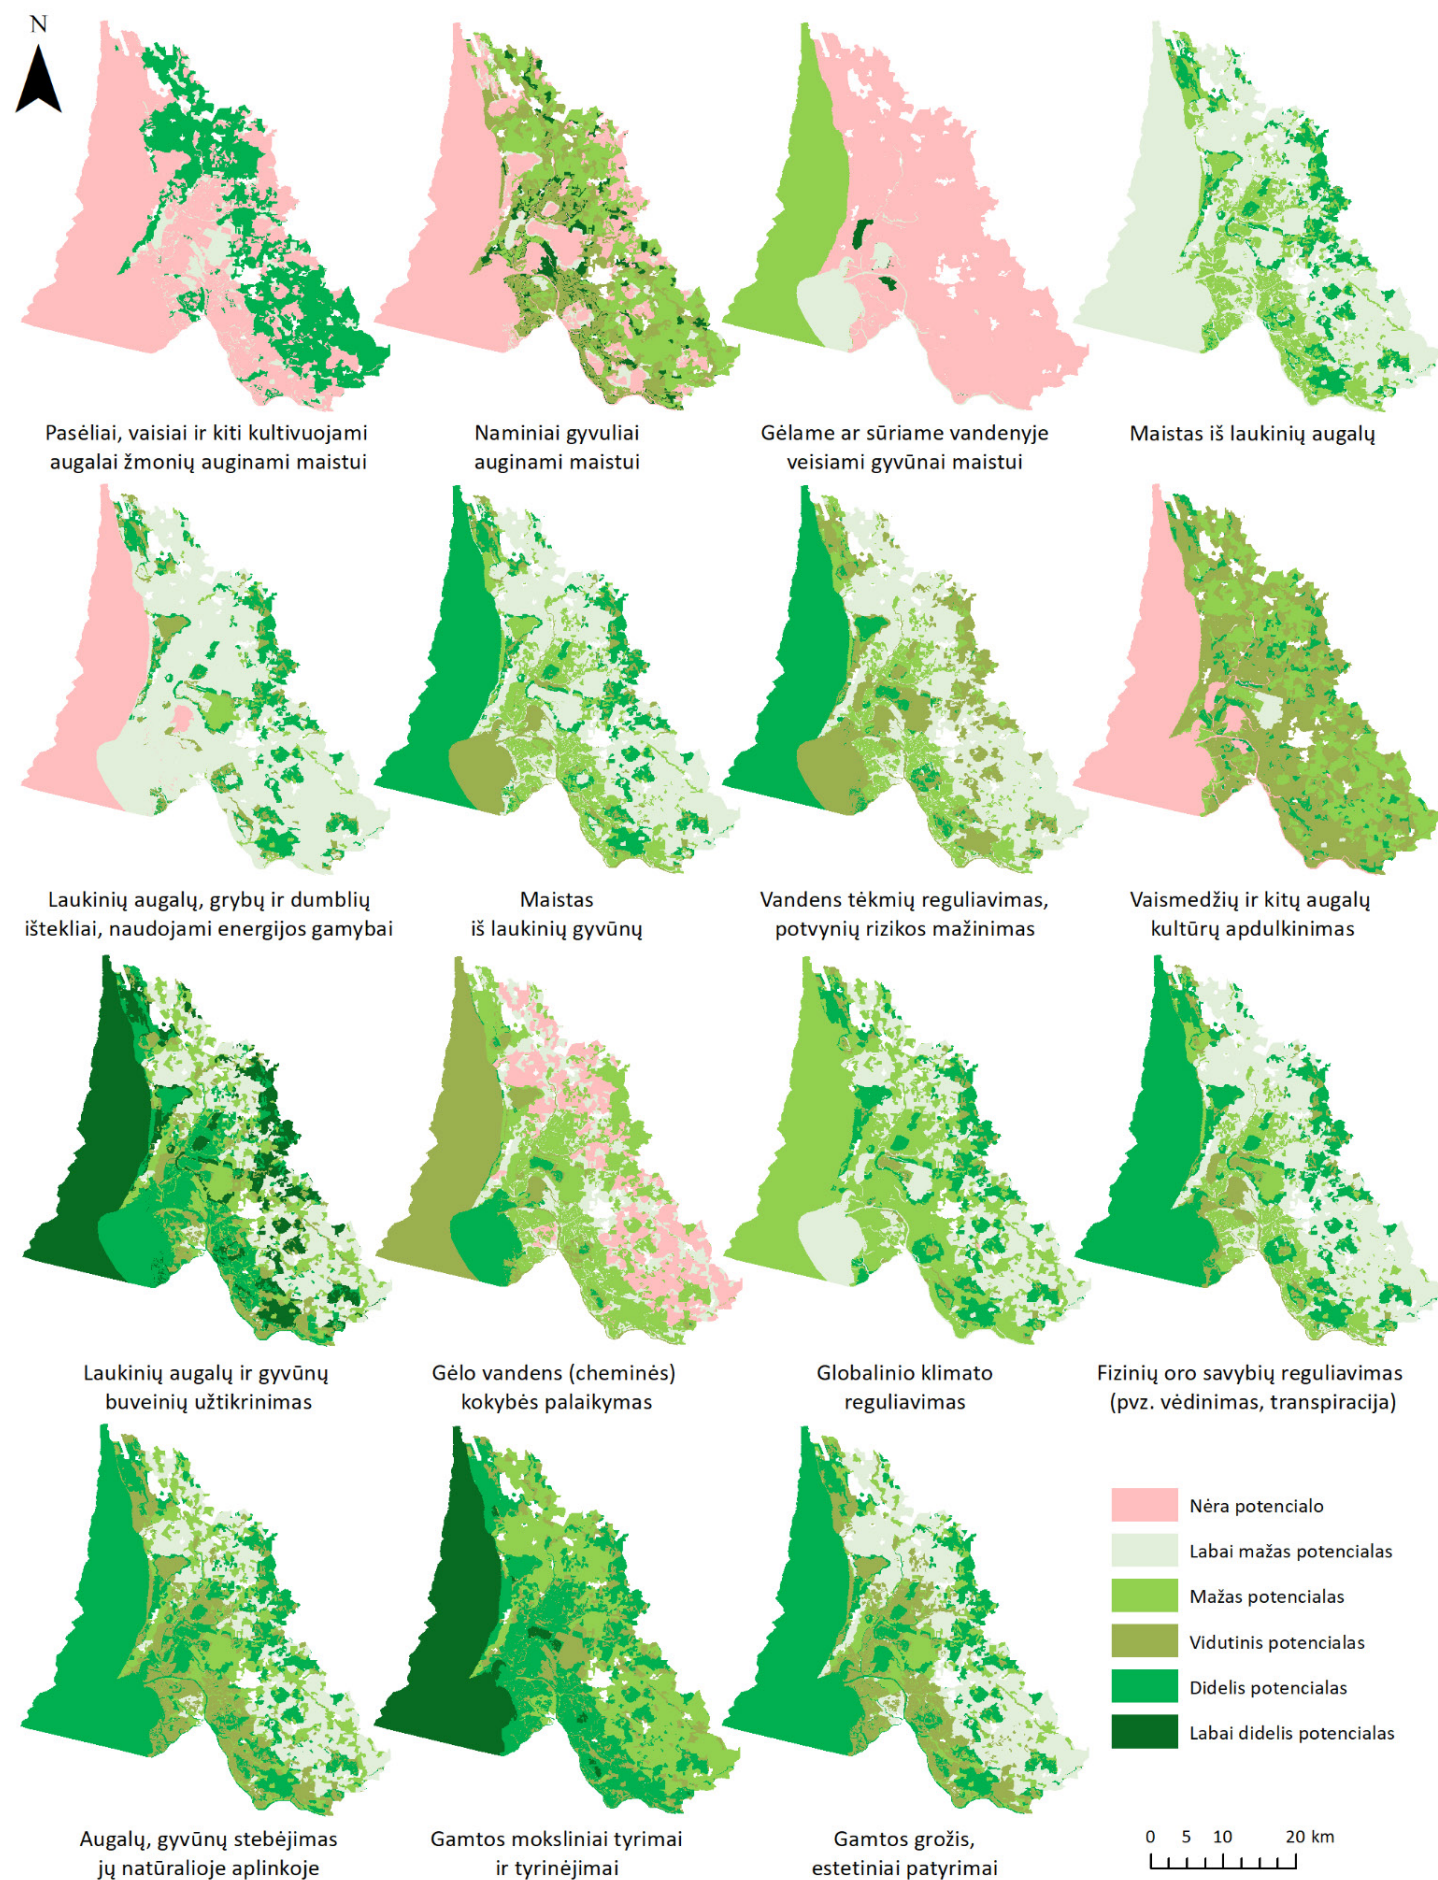 N
Pasėliai, vaisiai ir kiti kultivuojami
augalai žmonių auginami maistui
Naminiai gyvuliai
auginami maistui
Gėlame ar sūriame vandenyje
veisiami gyvūnai maistui
Maistas iš laukinių augalų
Laukinių augalų, grybų ir dumblių
ištekliai, naudojami energijos gamybai
Maistas
iš laukinių gyvūnų
Vandens tėkmių reguliavimas,
potvynių rizikos mažinimas
Vaismedžių ir kitų augalų
kultūrų apdulkinimas
Laukinių augalų ir gyvūnų
buveinių užtikrinimas
Gėlo vandens (cheminės)
kokybės palaikymas
Globalinio klimato
reguliavimas
Fizinių oro savybių reguliavimas
(pvz. vėdinimas, transpiracija)
Augalų, gyvūnų stebėjimas
jų natūralioje aplinkoje
Gamtos moksliniai tyrimai
ir tyrinėjimai
Gamtos grožis,
estetiniai patyrimai
Nėra potencialo
Labai mažas potencialas
Mažas potencialas
Vidutinis potencialas
Didelis potencialas
Labai didelis potencialas
0 5 10 20 km